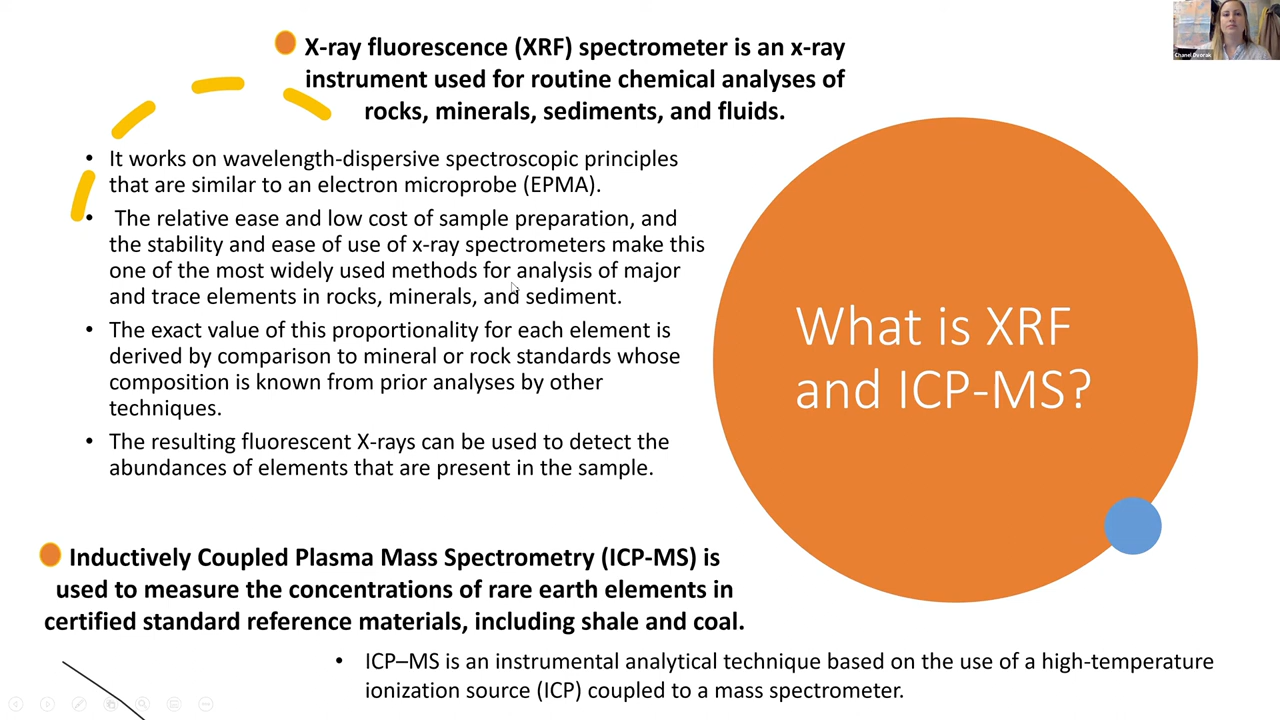 X-ray fluorescence (XRF) spectrometer is an x-ray
instrument used for routine chemical analyses of
rocks, minerals, sediments, and fluids.
• It works on wavelength-dispersive spectroscopic principles
that are similar to an electron microprobe (EPMA).
• The relative ease and low cost of sample preparation, and
the stability and ease of use of x-ray spectrometers make this
one of the most widely used methods for analysis of major
and trace elements in rocks, minerals, and sediment.
• The exact value of this proportionality for each element is
derived by comparison to mineral or rock standards whose
composition is known from prior analyses by other
techniques.
• The resulting fluorescent X-rays can be used to detect the
abundances of elements that are present in the sample.
Inductively Coupled Plasma Mass Spectrometry (ICP-MS) is
used to measure the concentrations of rare earth elements in
certified standard reference materials, including shale and coal.
• ICP–MS is an instrumental analytical technique based on the use of a high-temperature
ionization source (ICP) coupled to a mass spectrometer.
What is XRF
and ICP-MS?
Chanel Dvorak